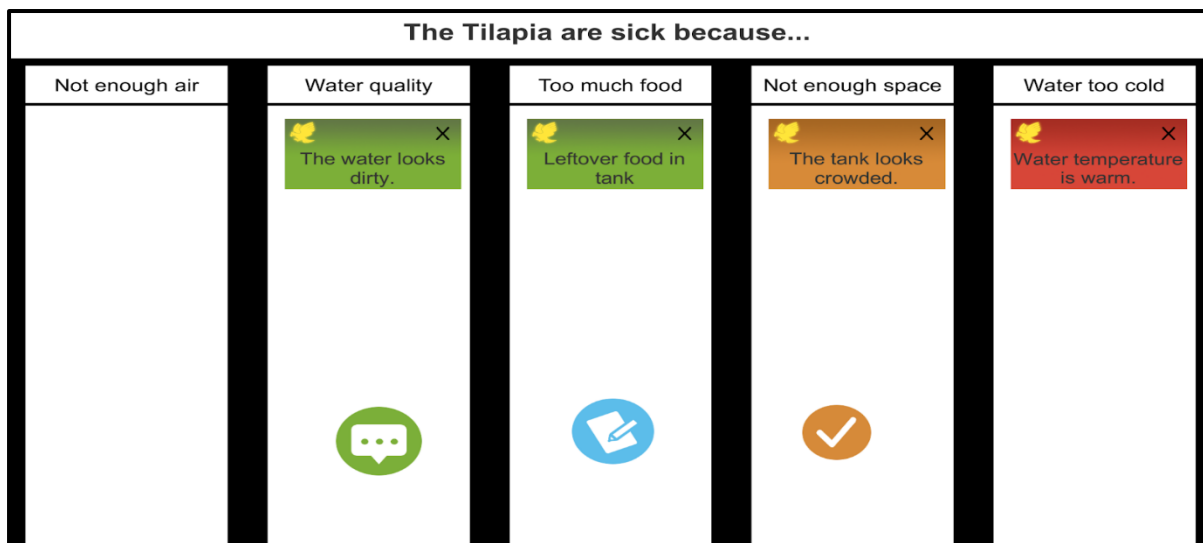 The Tilapia are sick because...
Not enough air
Water quality
Too much food
Not enough space
Water too cold
The water looks
dirty.
Leftover food in
tank
The tank looks
crowded.
Water temperature
is warm.